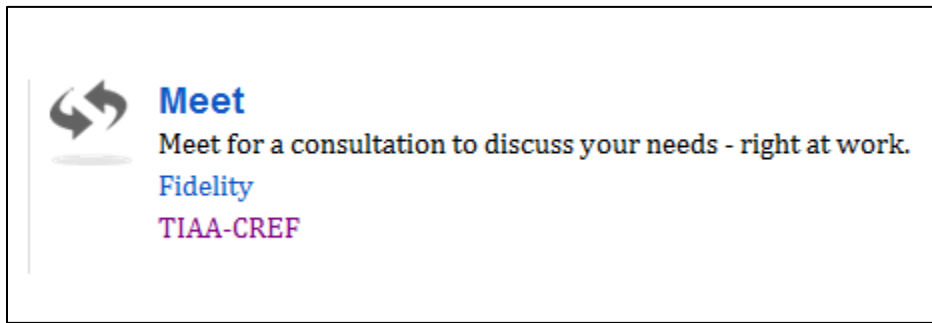 Meet
Meet for a consultation to discuss your needs - right at work.
Fidelity
TIAA-CREF